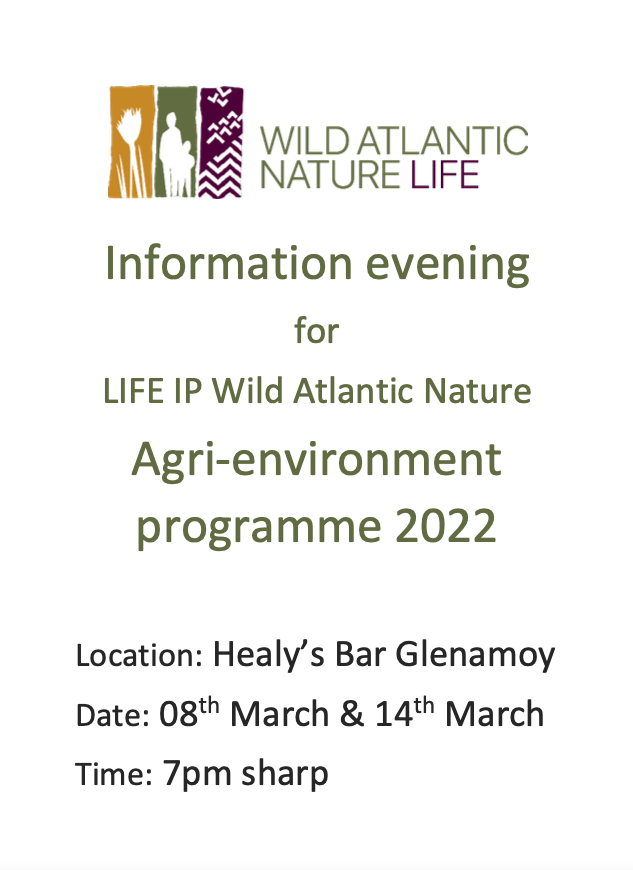 WILD ATLANTIC
NATURE LIFE
Information evening
for
LIFE IP Wild Atlantic Nature
Agri-environment
programme 2022
Location: Healy’s Bar Glenamoy
Date: 08th March & 14th March
Time: 7pm sharp